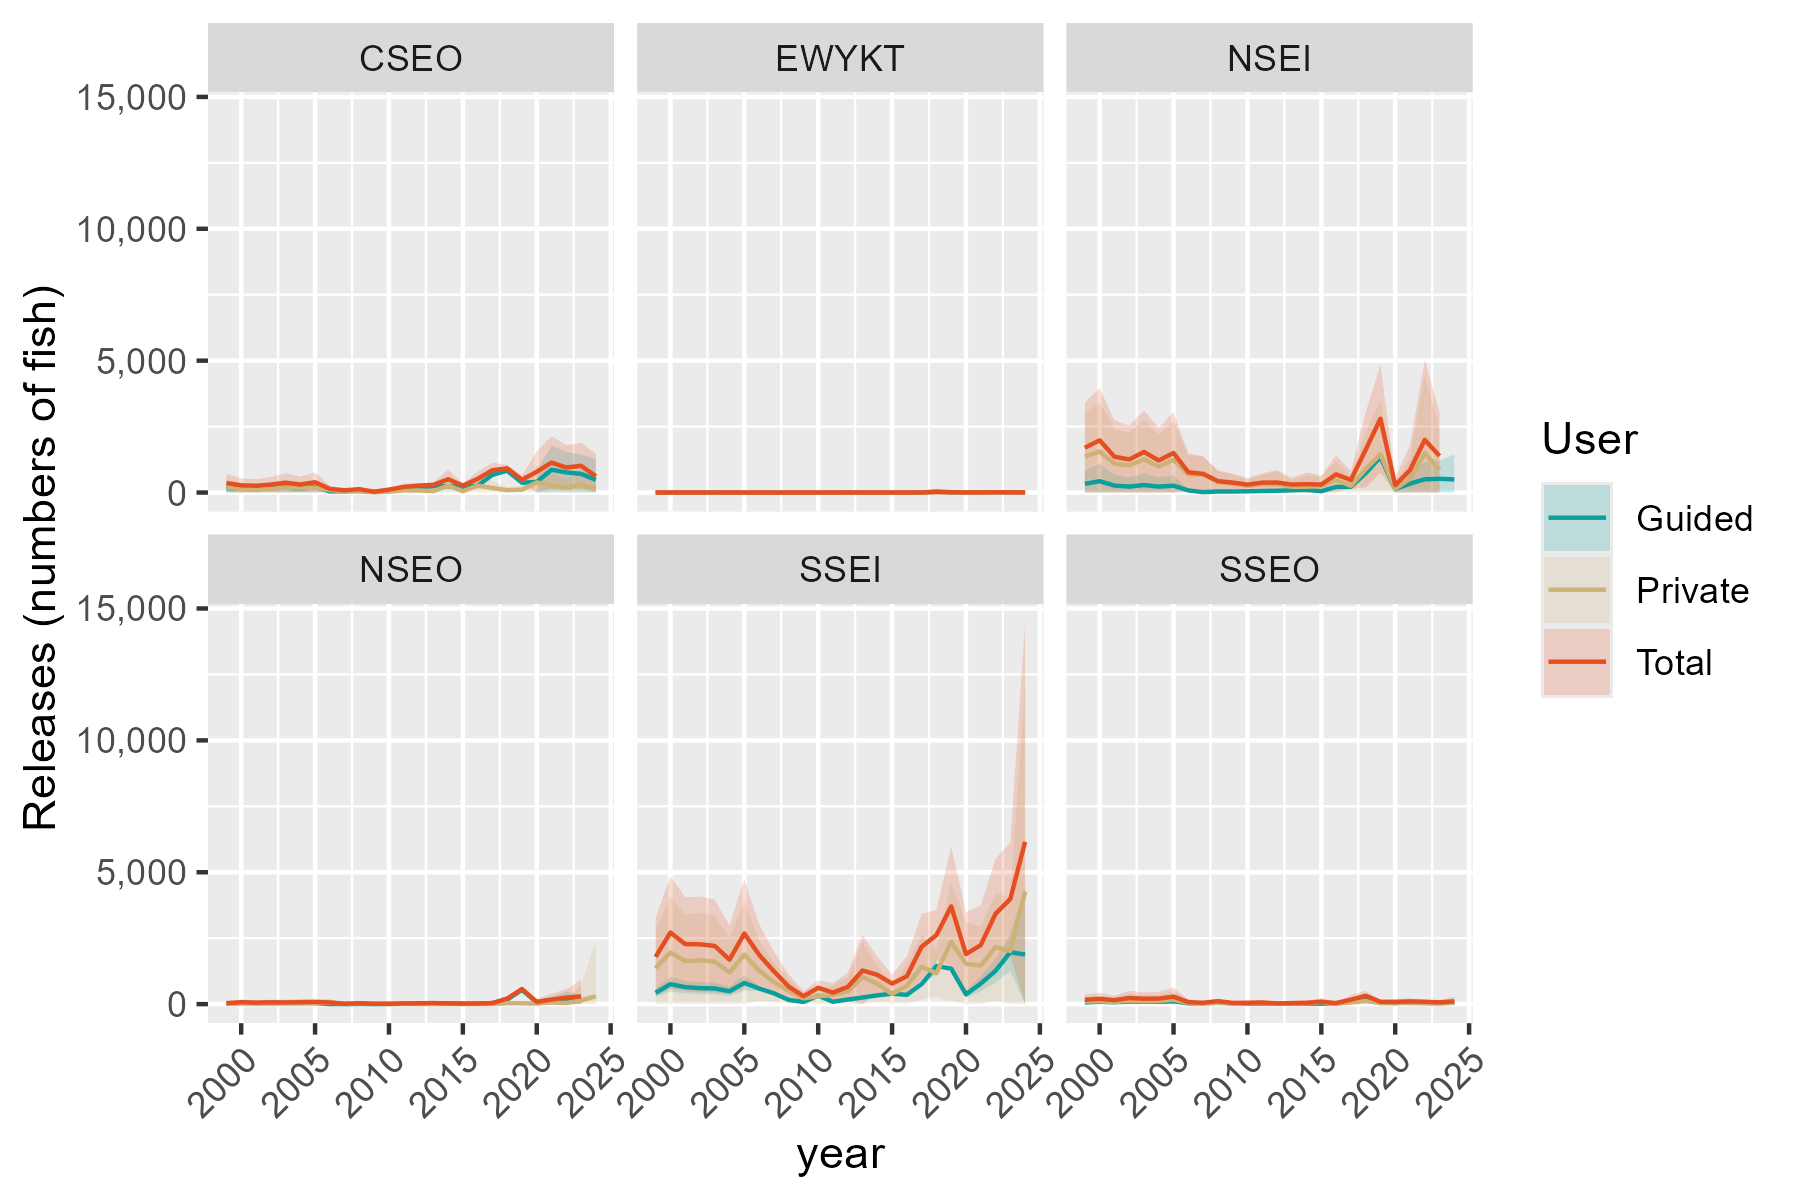 CSEO EWYKT NSEI
15,000
10,000
5,000
0
NSEO SSEI SSEO
15,000
10,000
5,000
0
Releases (numbers of fish)
2000 2005 2010 2015 2020 2025 2000 2005 2010 2015 2020 2025 2000 2005 2010 2015 2020 2025
year
User
Guided
Private
Total